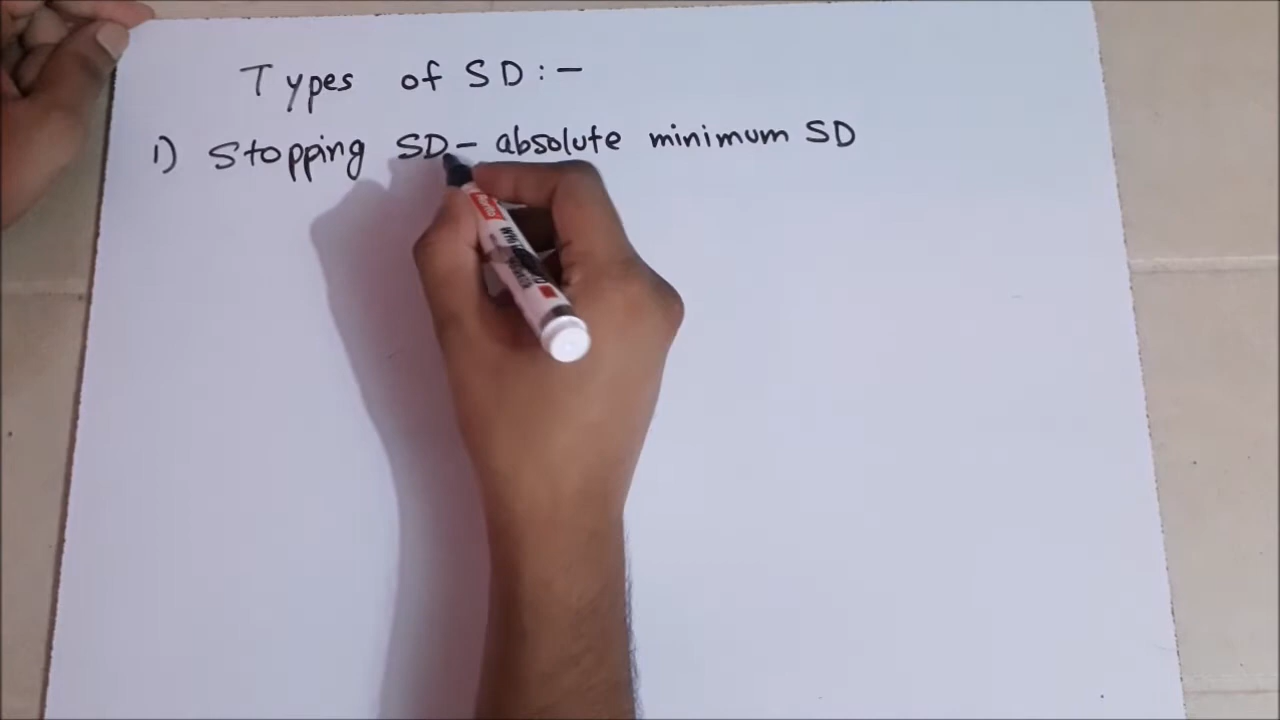 Types of SD:-
1) Stopping SD- absolute minimum SD